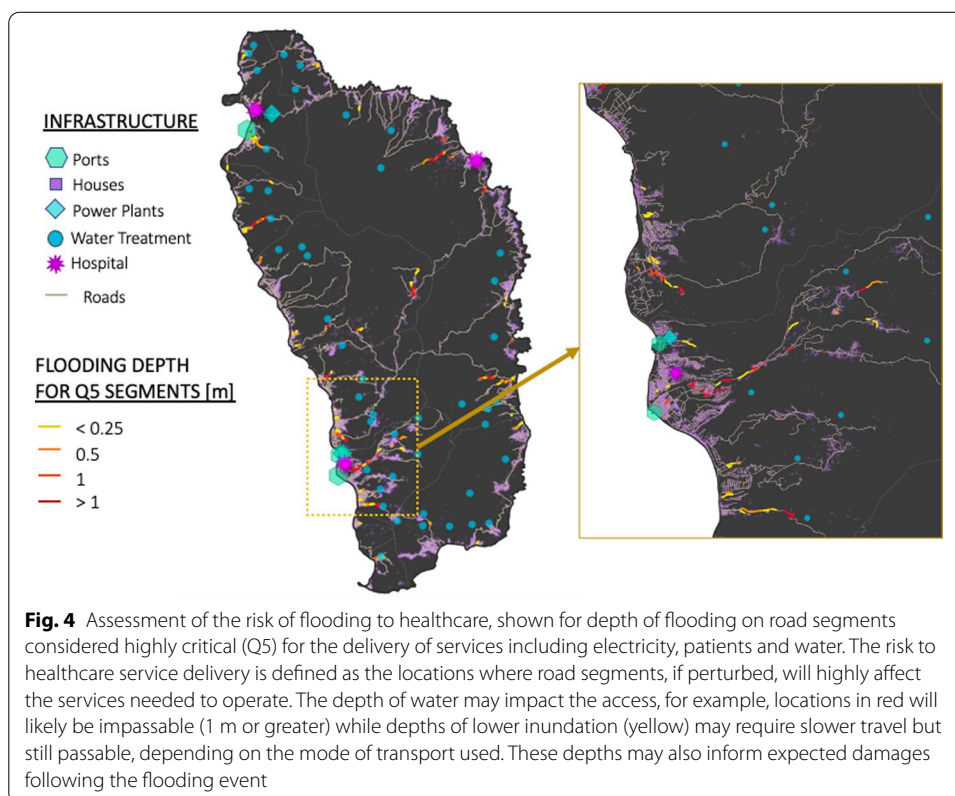 INFRASTRUCTURE
Ports
Houses
Power Plants
Water Treatment
Hospital
Roads
FLOODING DEPTH
FOR Q5 SEGMENTS [m]
< 0.25
0.5
1
> 1
Fig. 4 Assessment of the risk of flooding to healthcare, shown for depth of flooding on road segments
considered highly critical (Q5) for the delivery of services including electricity, patients and water. The risk to
healthcare service delivery is defined as the locations where road segments, if perturbed, will highly affect
the services needed to operate. The depth of water may impact the access, for example, locations in red will
likely be impassable (1 m or greater) while depths of lower inundation (yellow) may require slower travel but
still passable, depending on the mode of transport used. These depths may also inform expected damages
following the flooding event